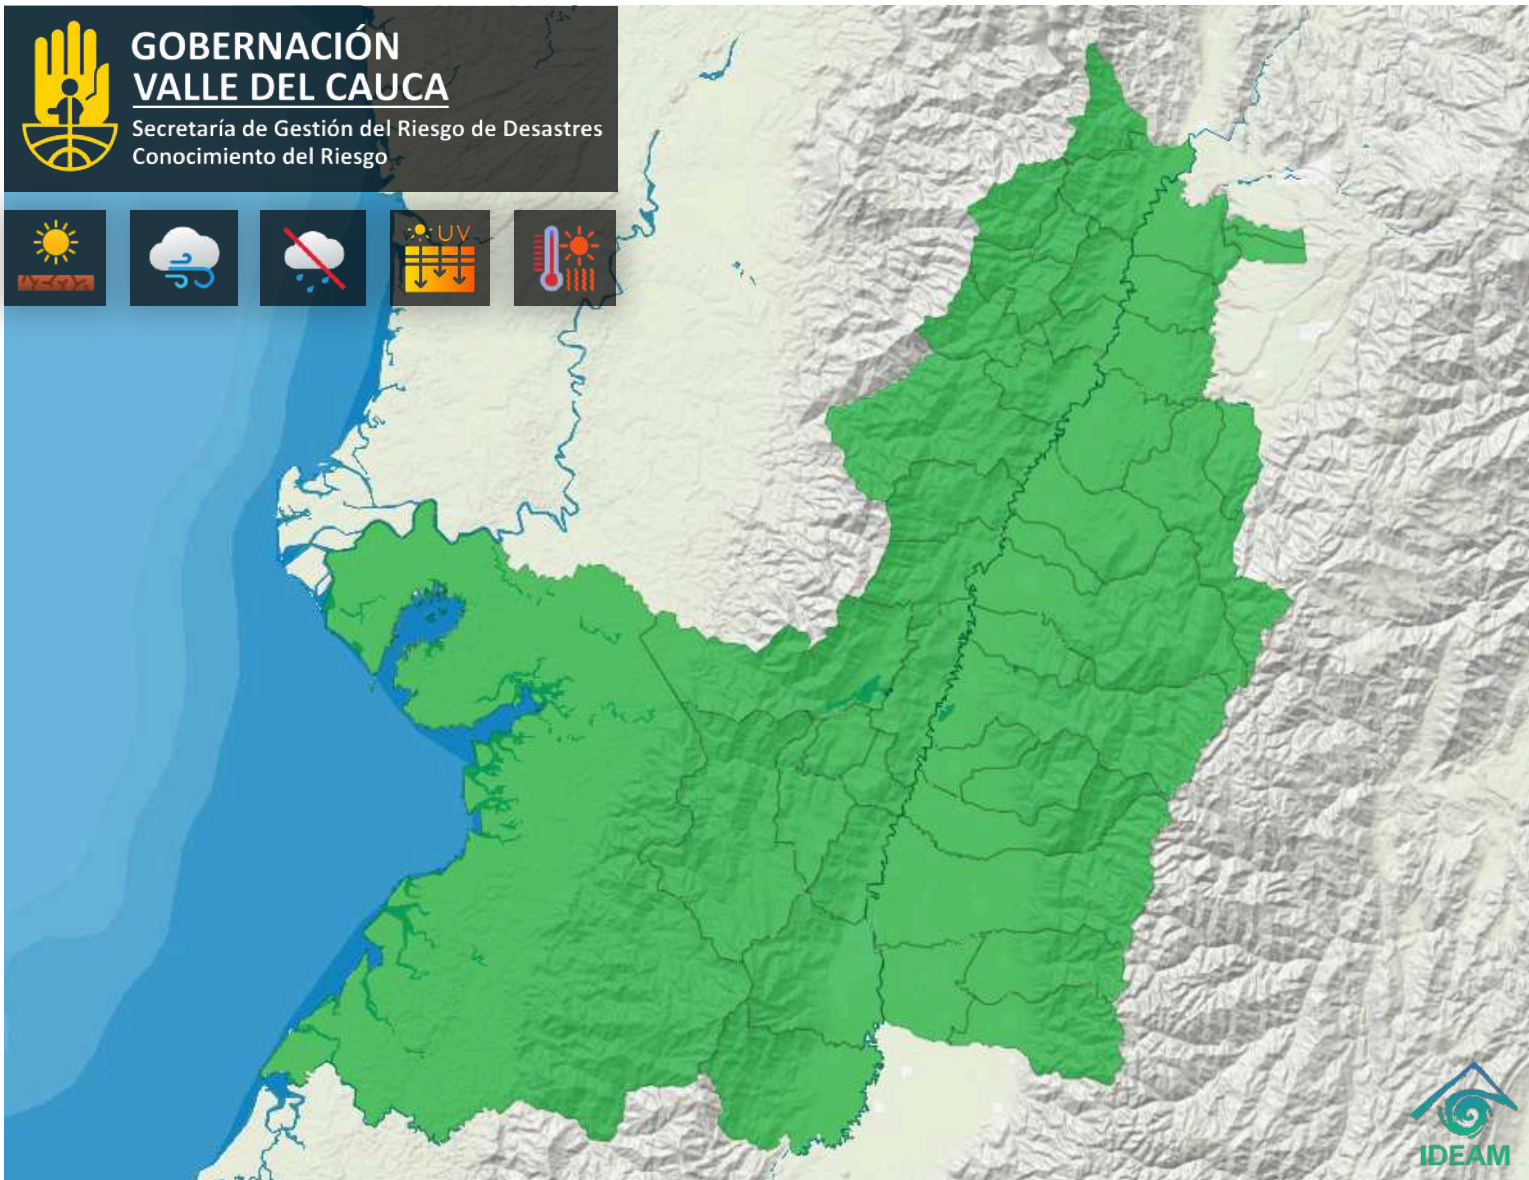 GOBERNACIÓN
VALLE DEL CAUCA
Secretaría de Gestión del Riesgo de Desastres
Conocimiento del Riesgo
UV
IDEAM